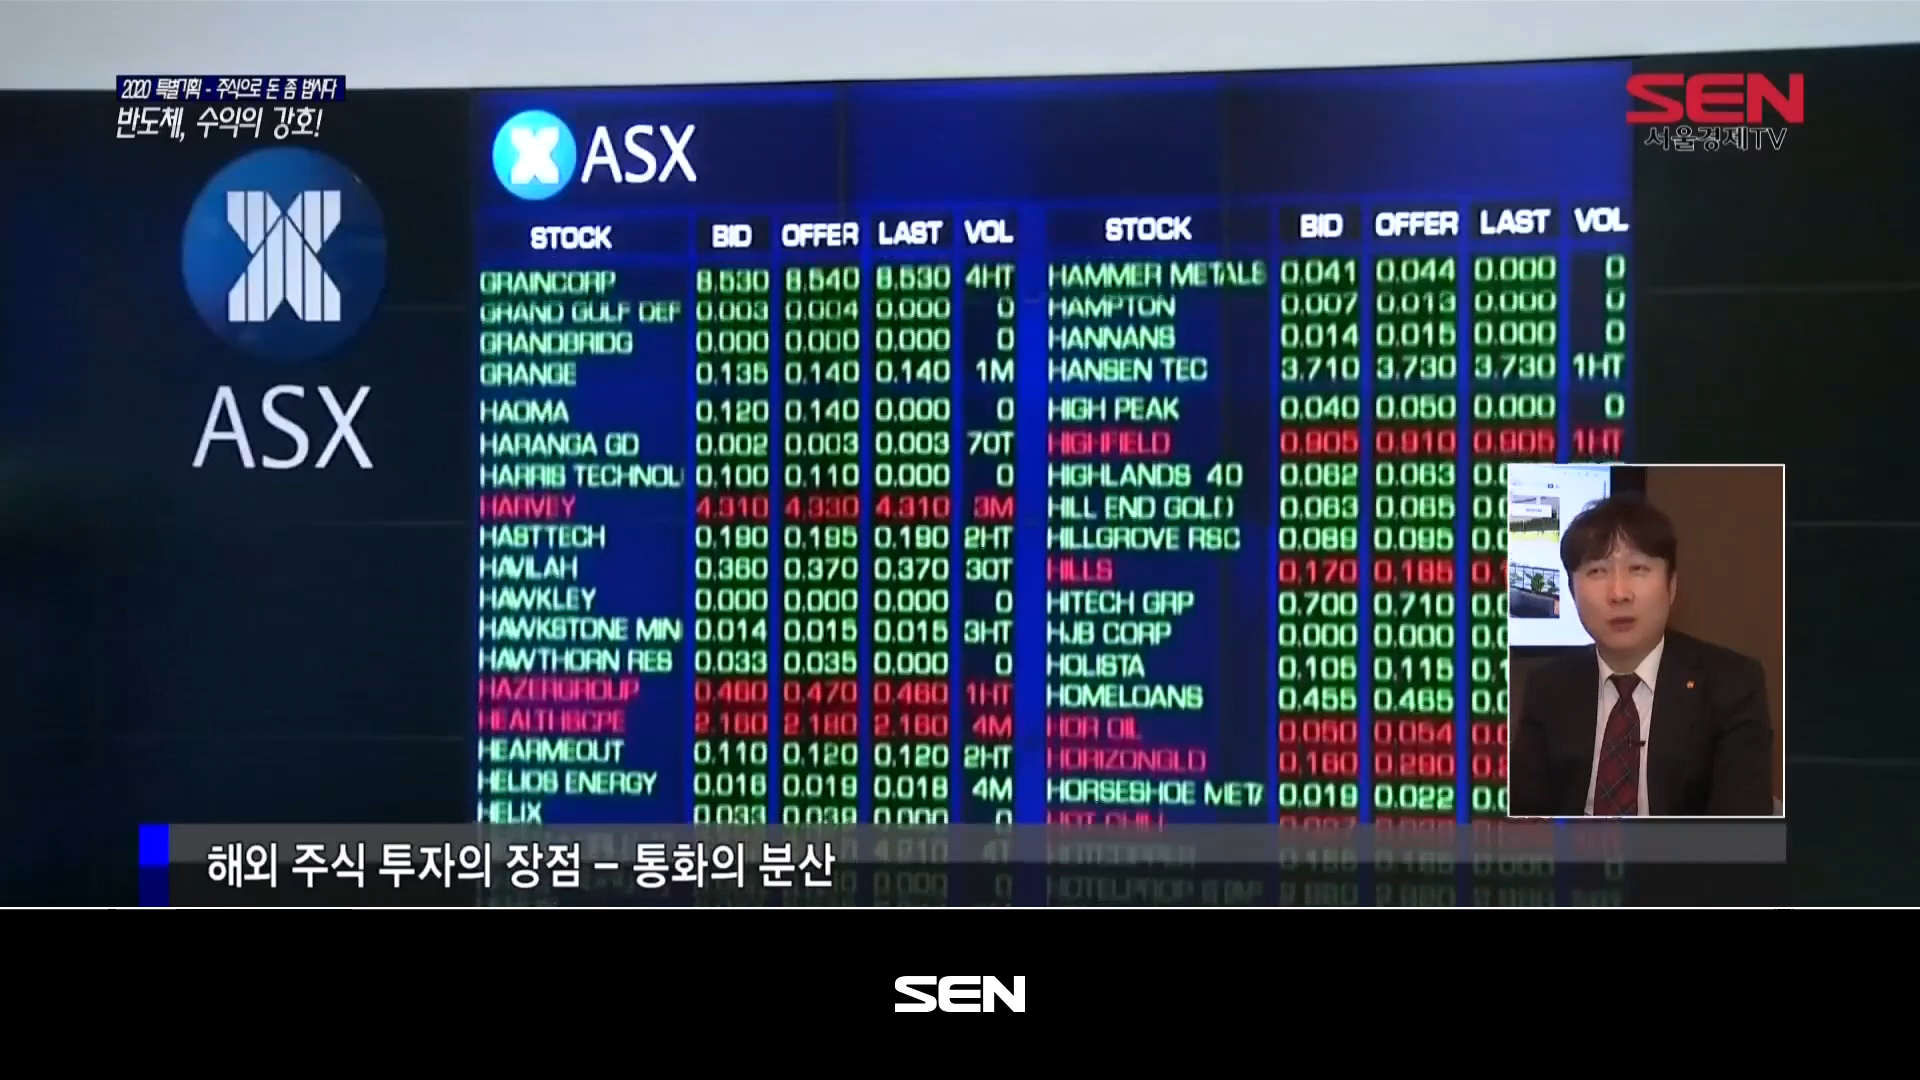 2020 특별기획 - 주식으로 돈 좀 법시다
반도체, 수익의 강호!
SEN
서울경제TV
ASX
ASX
STOCK BID OFFER LAST VOL
GRAINCORP 8.530 8.540 8.530 4HT
GRAND GULF DEF 0.003 0.004 0.000 0
GRANDBRIDG 0.000 0.000 0.000 0
GRANGE 0.135 0.140 0.140 1M
HAOMA 0.120 0.140 0.000 0
HARANGA GD 0.002 0.003 0.003 70T
HARRIS TECHNOL 0.100 0.110 0.000 0
HARVEY 4.310 4.330 4.310 3M
HASTTECH 0.190 0.195 0.190 2HT
HAVILAH 0.360 0.370 0.370 30T
HAWKLEY 0.000 0.000 0.000 0
HAWKSTONE MIN 0.014 0.015 0.015 3HT
HAWTHORN RES 0.033 0.035 0.000 0
HAZERGROUP 0.460 0.470 0.460 1HT
HEALTHSCPE 2.160 2.180 2.160 4M
HEARMEOUT 0.110 0.120 0.120 2HT
HELIOS ENERGY 0.016 0.019 0.018 4M
HELIX 0.033 0.039 0.000 0
STOCK BID OFFER LAST VOL
HAMMER METALS 0.041 0.044 0.000 0
HAMPTON 0.007 0.013 0.000 0
HANNANS 0.014 0.015 0.000 0
HANSEN TEC 3.710 3.730 3.730 1HT
HIGH PEAK 0.040 0.050 0.000 0
HIGHFIELD 0.905 0.910 0.905 1HT
HIGHLANDS 40 0.062 0.063
HILL END GOLD 0.063 0.065
HILLGROVE RSC 0.089 0.095
HILLS 0.170 0.185
HITECH GRP 0.700 0.710
HJB CORP 0.000 0.000
HOLISTA 0.105 0.115
HOMELOANS 0.455 0.465
HOR OIL 0.050 0.054
HORIZONGLD 0.160 0.290
HORSESHOE META 0.019 0.022
HOT CHILI
해외 주식 투자의 장점 – 통화의 분산
SEN